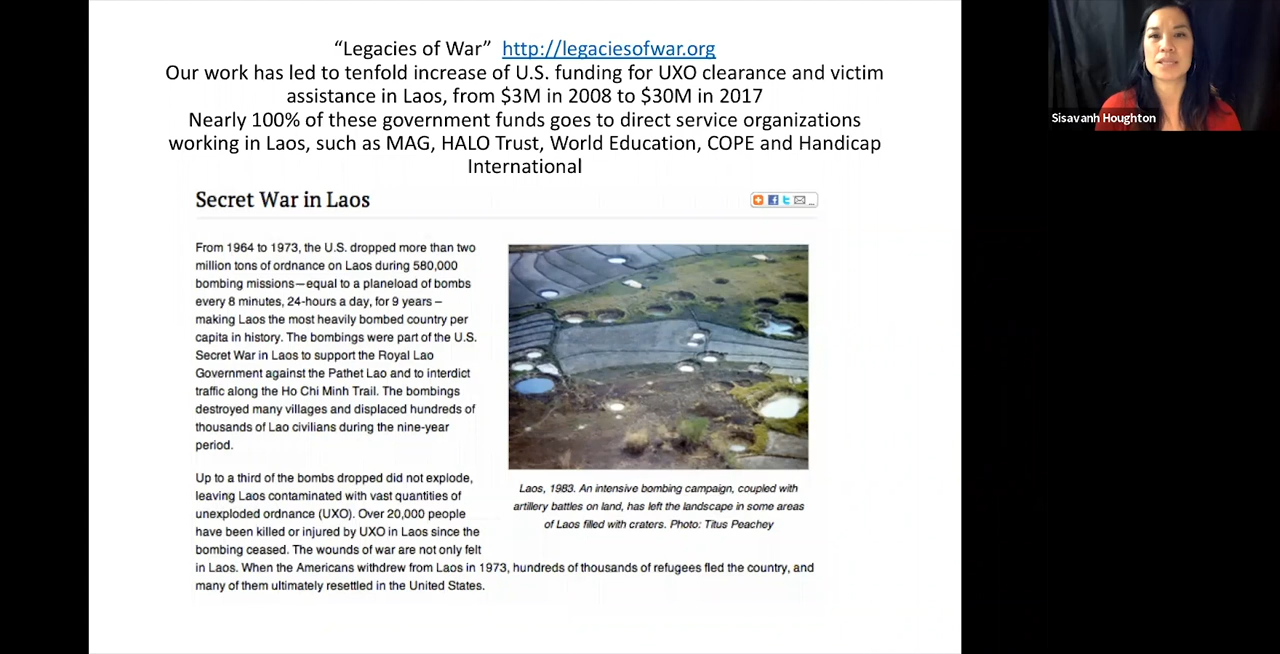 “Legacies of War” http://legaciesofwar.org
Our work has led to tenfold increase of U.S. funding for UXO clearance and victim
assistance in Laos, from $3M in 2008 to $30M in 2017
Nearly 100% of these government funds goes to direct service organizations
working in Laos, such as MAG, HALO Trust, World Education, COPE and Handicap
International
Secret War in Laos
From 1964 to 1973, the U.S. dropped more than two
million tons of ordnance on Laos during 580,000
bombing missions—equal to a planeload of bombs
every 8 minutes, 24-hours a day, for 9 years –
making Laos the most heavily bombed country per
capita in history. The bombings were part of the U.S.
Secret War in Laos to support the Royal Lao
Government against the Pathet Lao and to interdict
traffic along the Ho Chi Minh Trail. The bombings
destroyed many villages and displaced hundreds of
thousands of Lao civilians during the nine-year
period.
Up to a third of the bombs dropped did not explode,
leaving Laos contaminated with vast quantities of
unexploded ordnance (UXO). Over 20,000 people
have been killed or injured by UXO in Laos since the
bombing ceased. The wounds of war are not only felt
in Laos. When the Americans withdrew from Laos in 1973, hundreds of thousands of refugees fled the country, and
many of them ultimately resettled in the United States.
Laos, 1983. An intensive bombing campaign, coupled with
artillery battles on land, has left the landscape in some areas
of Laos filled with craters. Photo: Titus Peachey
Sisavanh Houghton